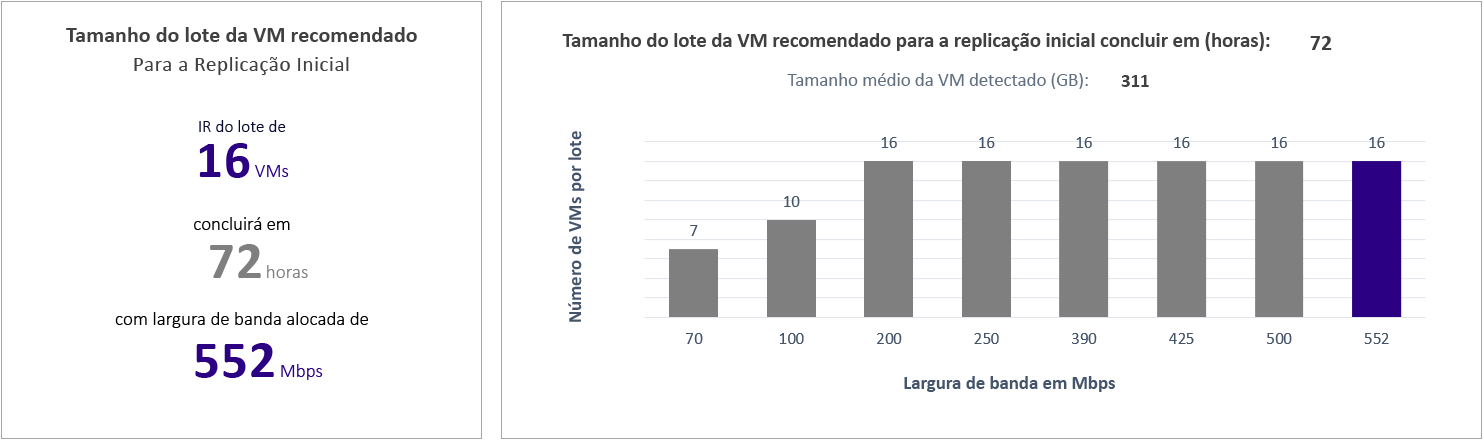 Tamanho do lote da VM recomendado
Para a Replicação Inicial
IR do lote de
16 VMs
concluirá em
72 horas
com largura de banda alocada de
552 Mbps
Tamanho do lote da VM recomendado para a replicação inicial concluir em (horas): 72
Tamanho médio da VM detectado (GB): 311
Número de VMs por lote
7 10 16 16 16 16 16 16
70 100 200 250 390 425 500 552
Largura de banda em Mbps